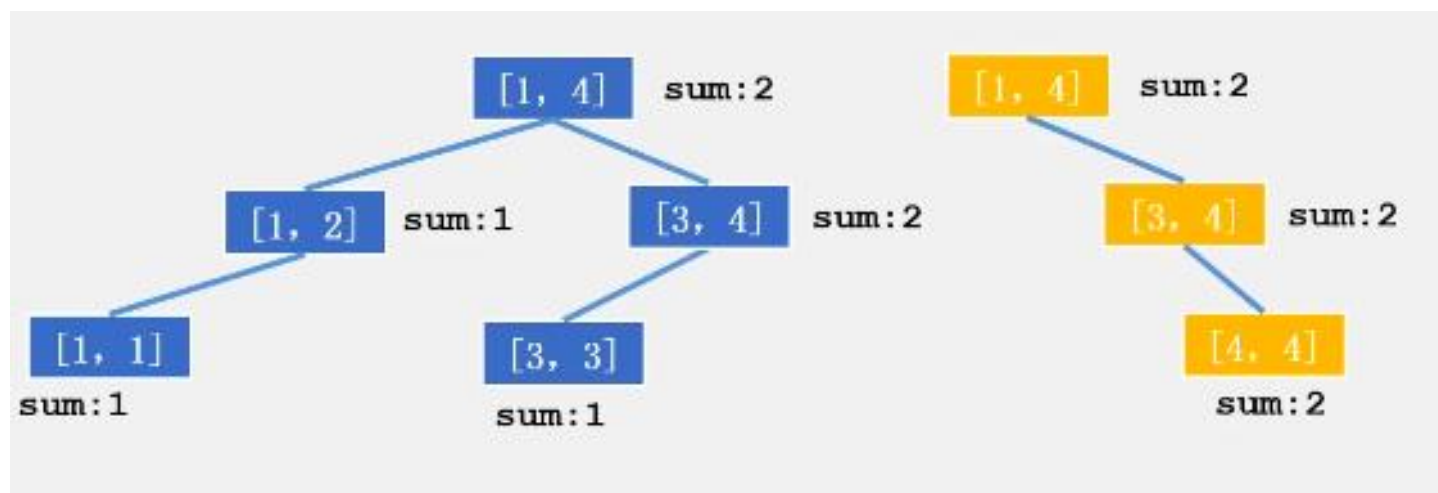 [1, 4] sum:2 [1, 4] sum:2
[1, 2] sum:1 [3, 4] sum:2 [3, 4] sum:2
[1, 1] [3, 3] [4, 4]
sum:1 sum:1 sum:2